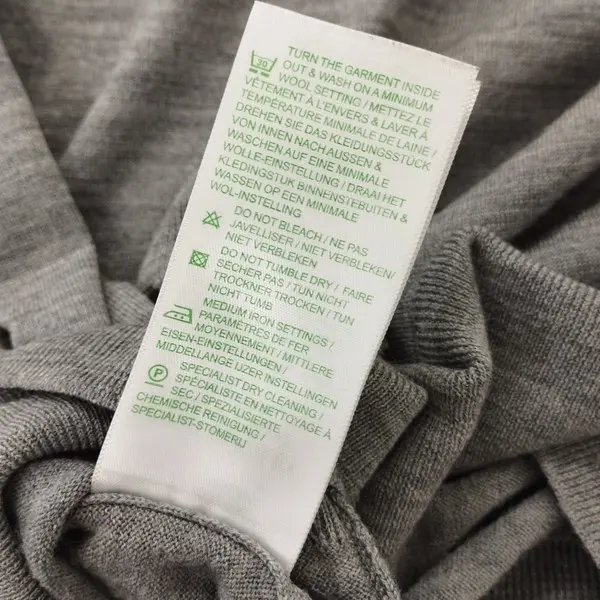 30
TURN THE GARMENT INSIDE
OUT & WASH ON A MINIMUM
WOOL SETTING / METTEZ LE
VÊTEMENT À L'ENVERS & LAVER À
TEMPÉRATURE MINIMALE DE LAINE /
DREHEN SIE DAS KLEIDUNGSSTÜCK
VON INNEN NACH AUSSEN &
WASCHEN AUF EINE MINIMALE
WOLLE-EINSTELLUNG / DRAAI HET
KLEDINGSTUK BINNENSTEBUITEN &
WASSEN OP EEN MINIMALE
WOL-INSTELLING
DO NOT BLEACH / NE PAS
JAVELLISER / NIET VERBLEKEN/
NIET VERBLEKEN
DO NOT TUMBLE DRY / FAIRE
SECHER PAS / TUN NICHT
TROCKNER TROCKEN / TUN
NICHT TUMB
MEDIUM IRON SETTINGS /
PARAMÈTRES DE FER
MOYENNEMENT / MITTLERE
EISEN-EINSTELLUNGEN /
MIDDELLANGE IJZER INSTELLINGEN
P
SPECIALIST DRY CLEANING /
SPÉCIALISTE EN NETTOYAGE À
SEC / SPEZIALISIERTE
CHEMISCHE REINIGUNG /
SPECIALIST-STOMERIJ